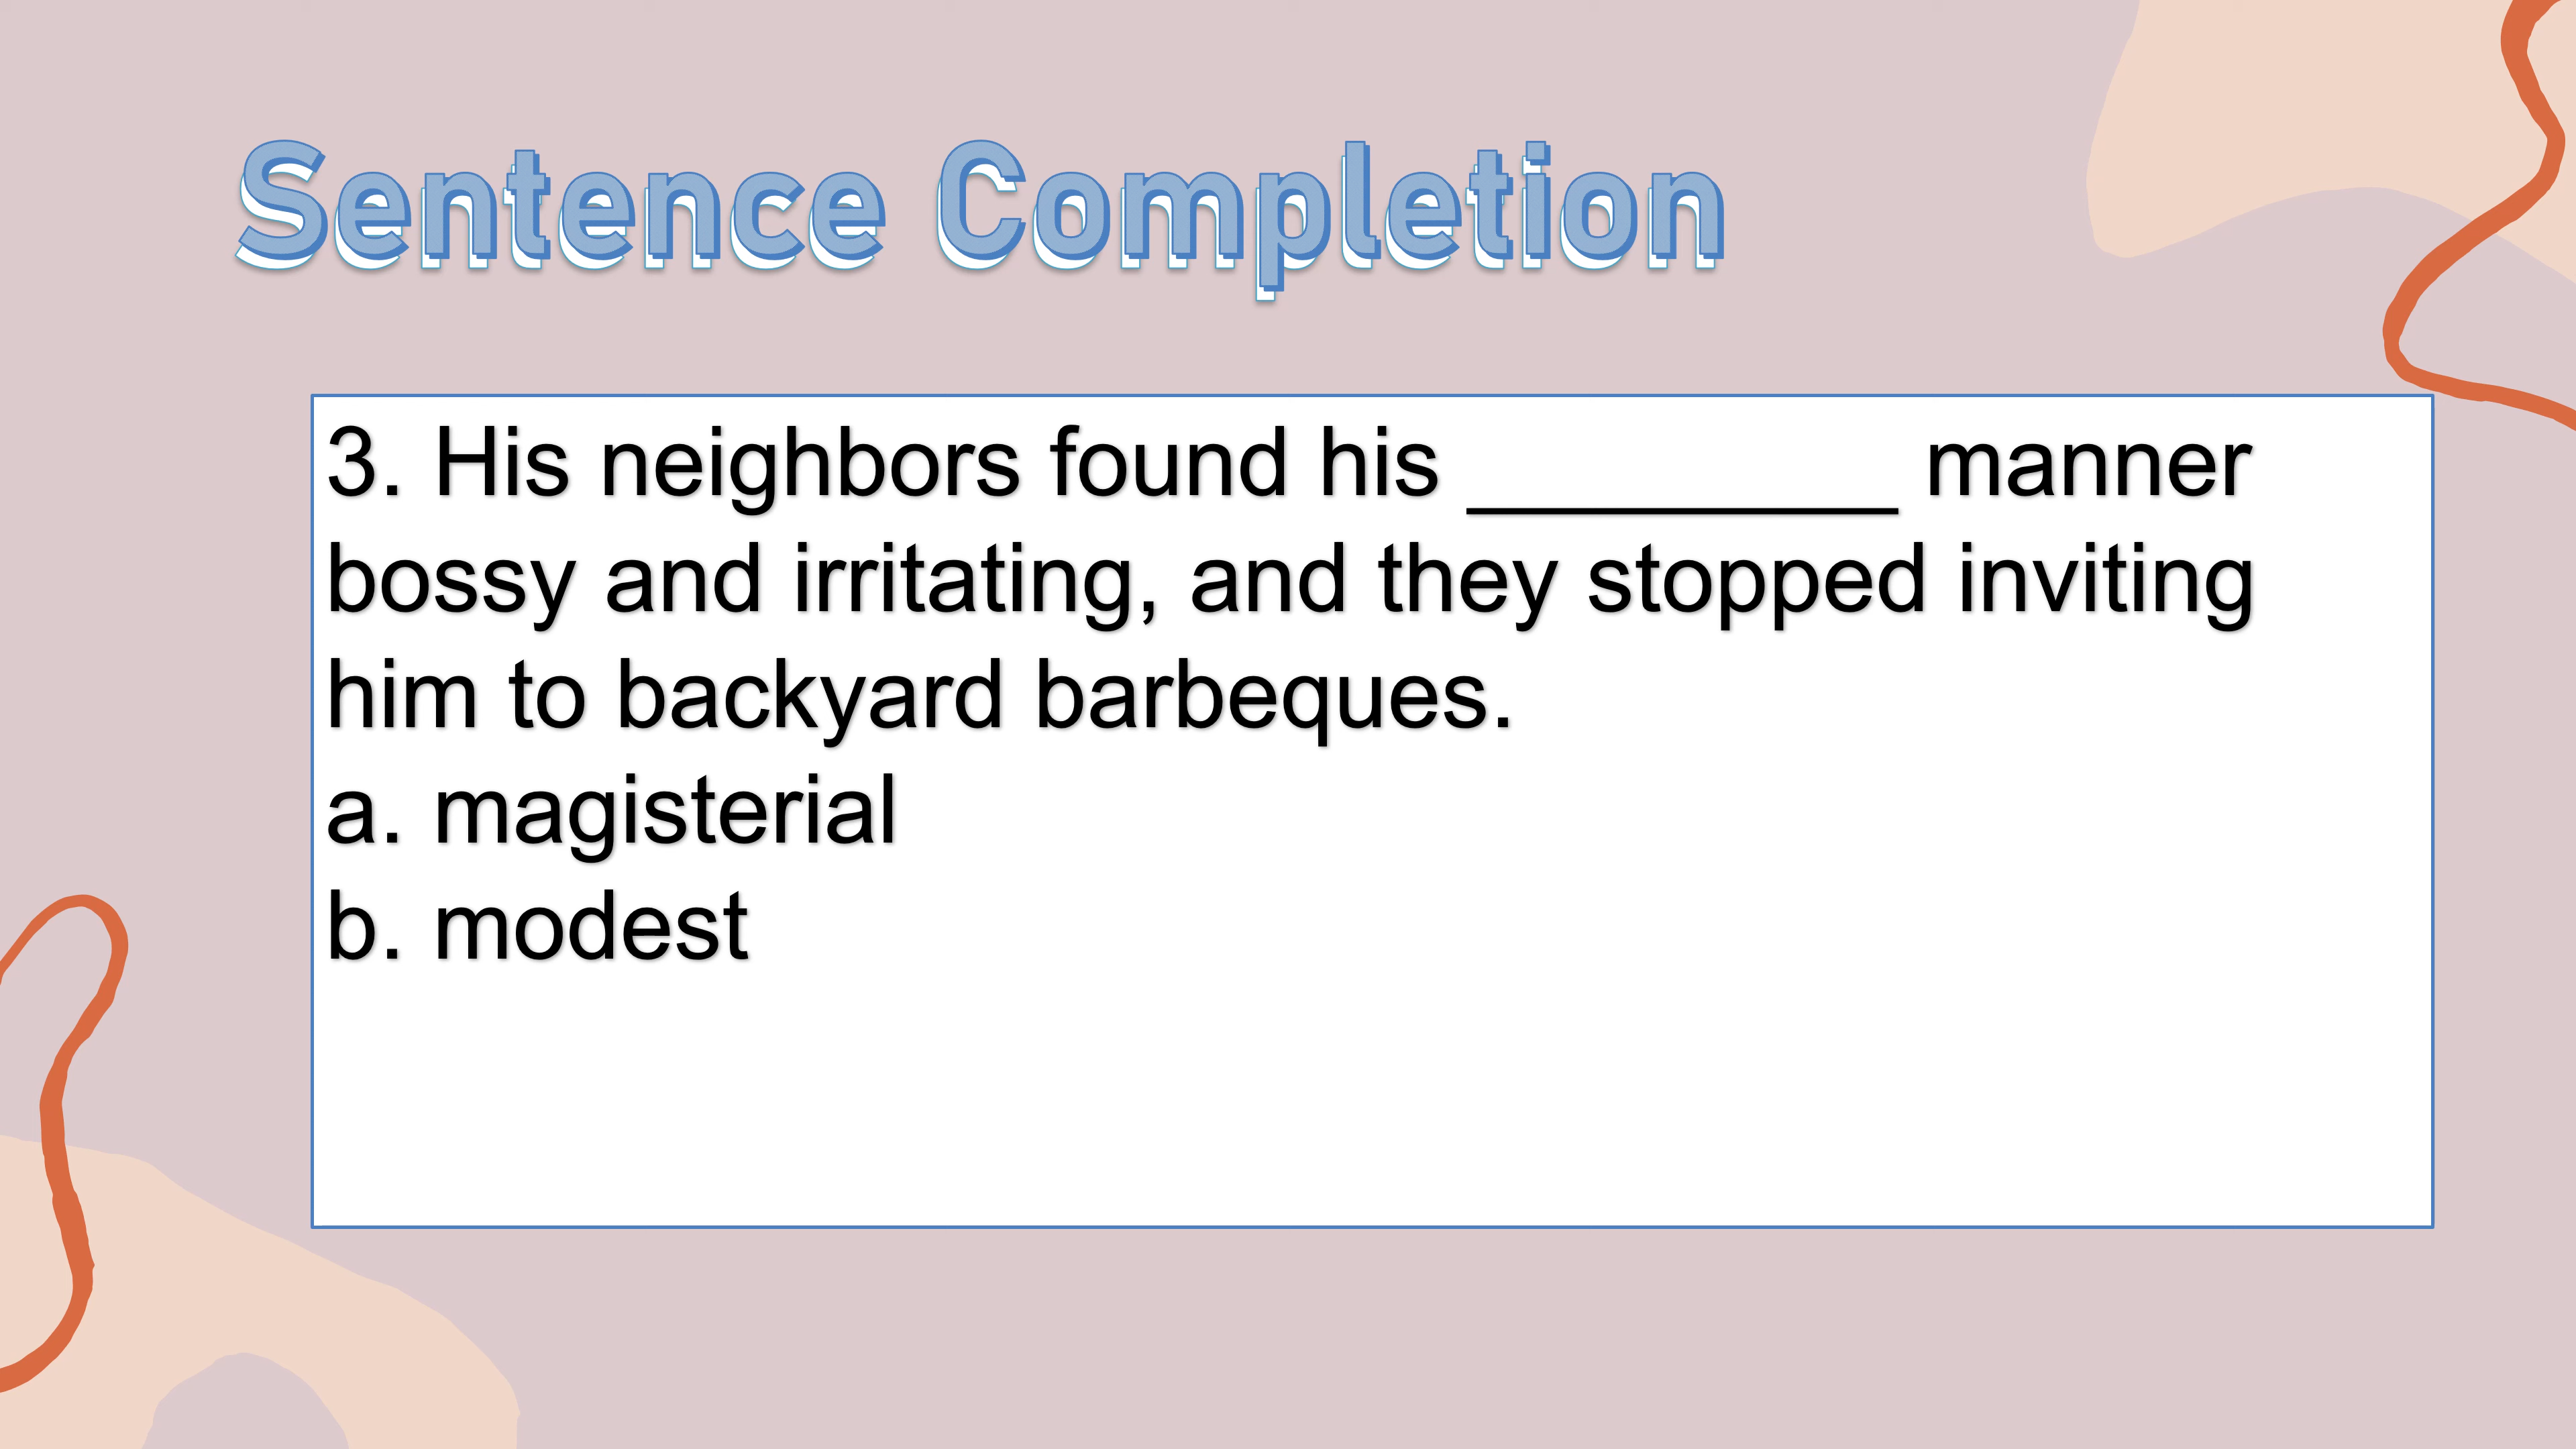 Sentence Completion
3. His neighbors found his _________ manner
bossy and irritating, and they stopped inviting
him to backyard barbeques.
a. magisterial
b. modest